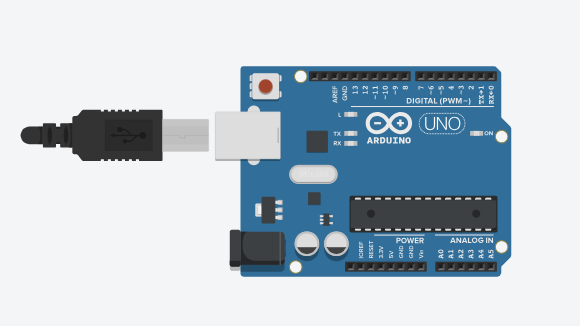 AREF
GND
13
12
~11
~10
~9
8
7
~6
~5
4
~3
2
TX→1
RX←0
DIGITAL (PWM~)
L
TX
RX
ARDUINO
UNO
ON
POWER
ANALOG IN
IOREF
RESET
3.3V
5V
GND
GND
Vin
A0
A1
A2
A3
A4
A5